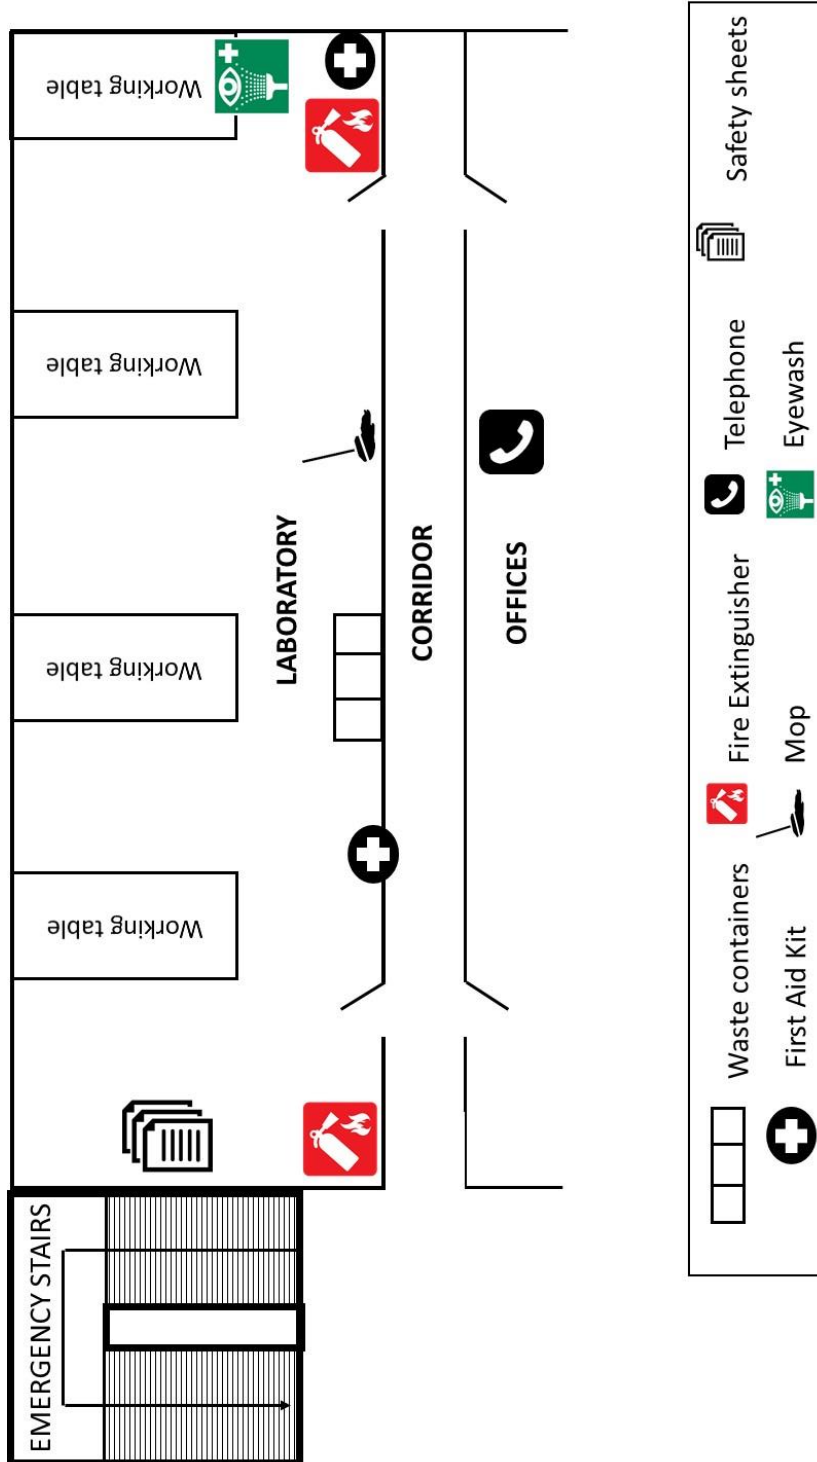 Working table
Working table
Working table
Working table
LABORATORY
CORRIDOR
OFFICES
EMERGENCY STAIRS
Waste containers
Fire Extinguisher
Telephone
Safety sheets
First Aid Kit
Mop
Eyewash